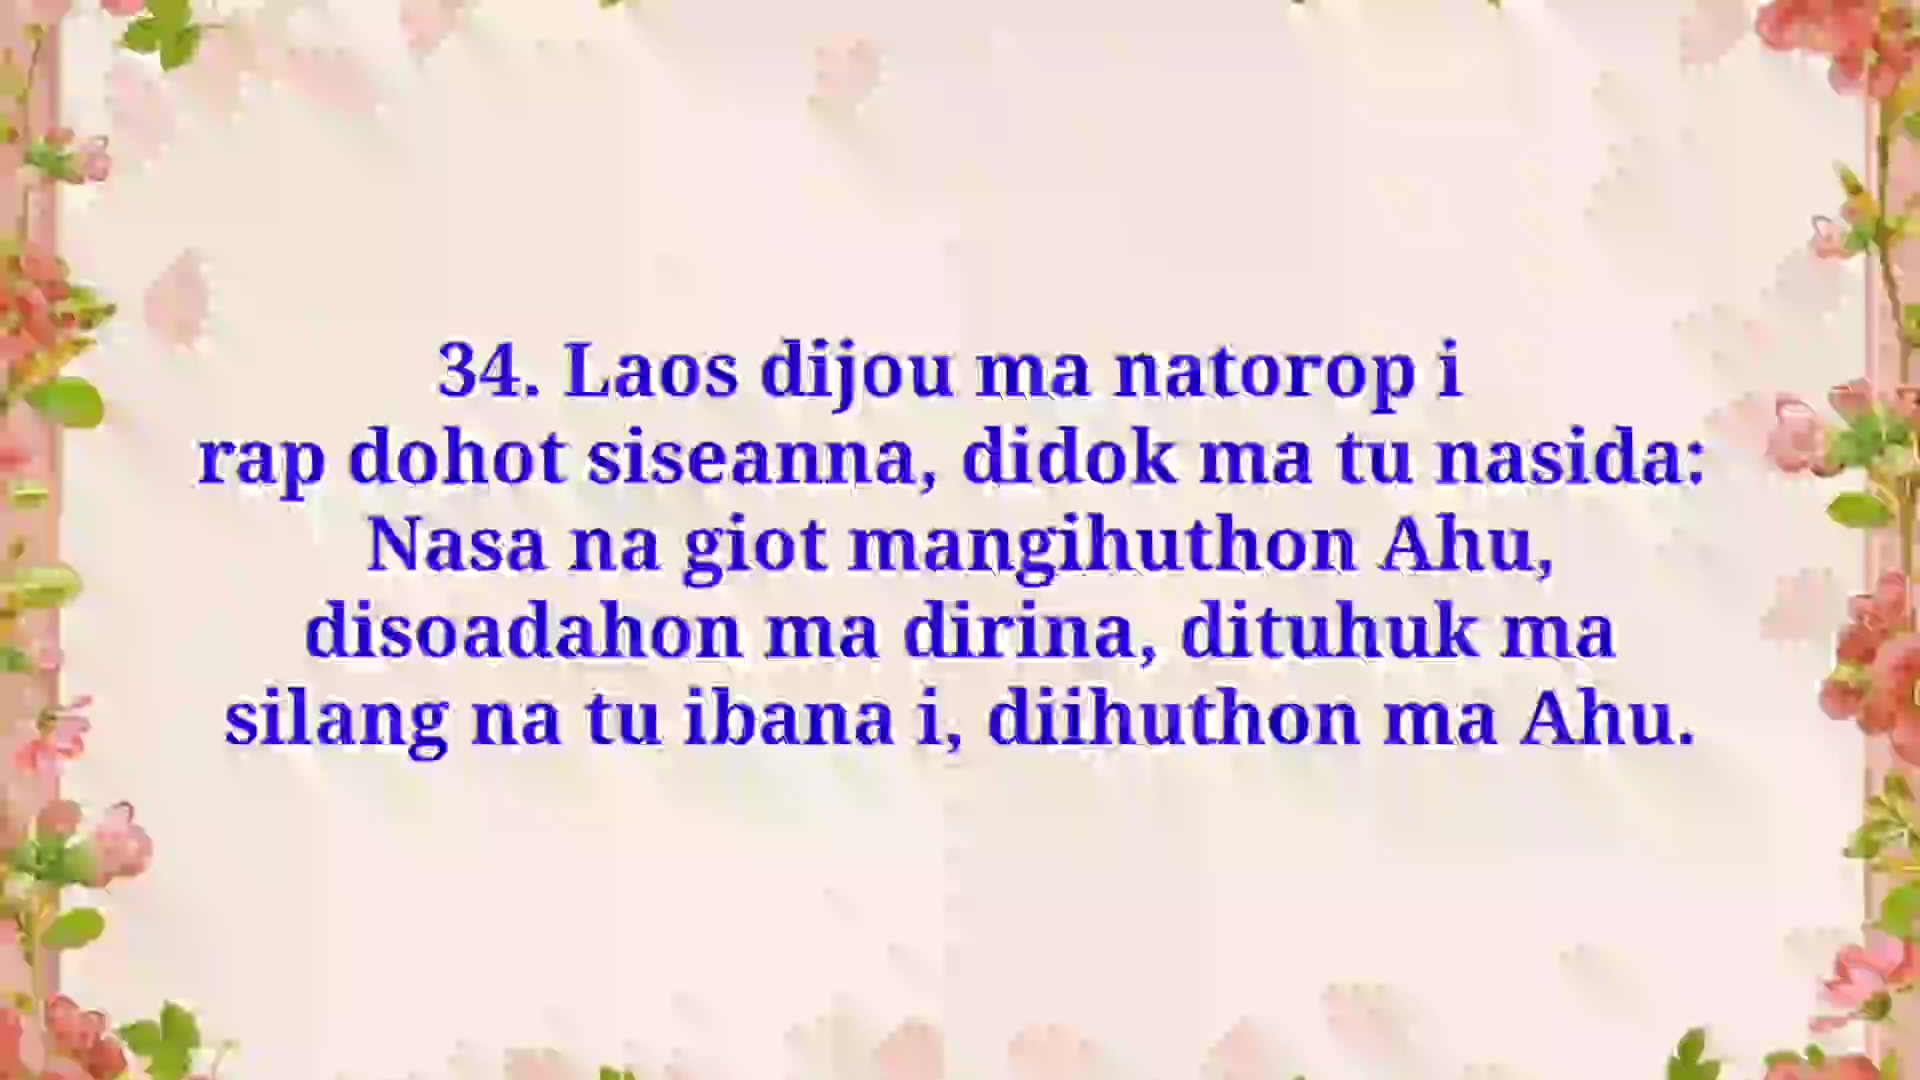 34. Laos dijou ma natorop i
rap dohot siseanna, didok ma tu nasida:
Nasa na giot mangihuthon Ahu,
disoadahon ma dirina, dituhuk ma
silang na tu ibana i, diihuthon ma Ahu.